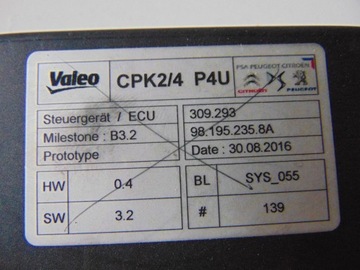 Valeo CPK2/4 P4U PSA PEUGEOT CITROËN
CITROËN DS PEUGEOT
Steuergerät / ECU 309.293
Milestone : B3.2 98.195.235.8A
Prototype Date : 30.08.2016
HW 0.4 BL SYS_055
SW 3.2 # 139